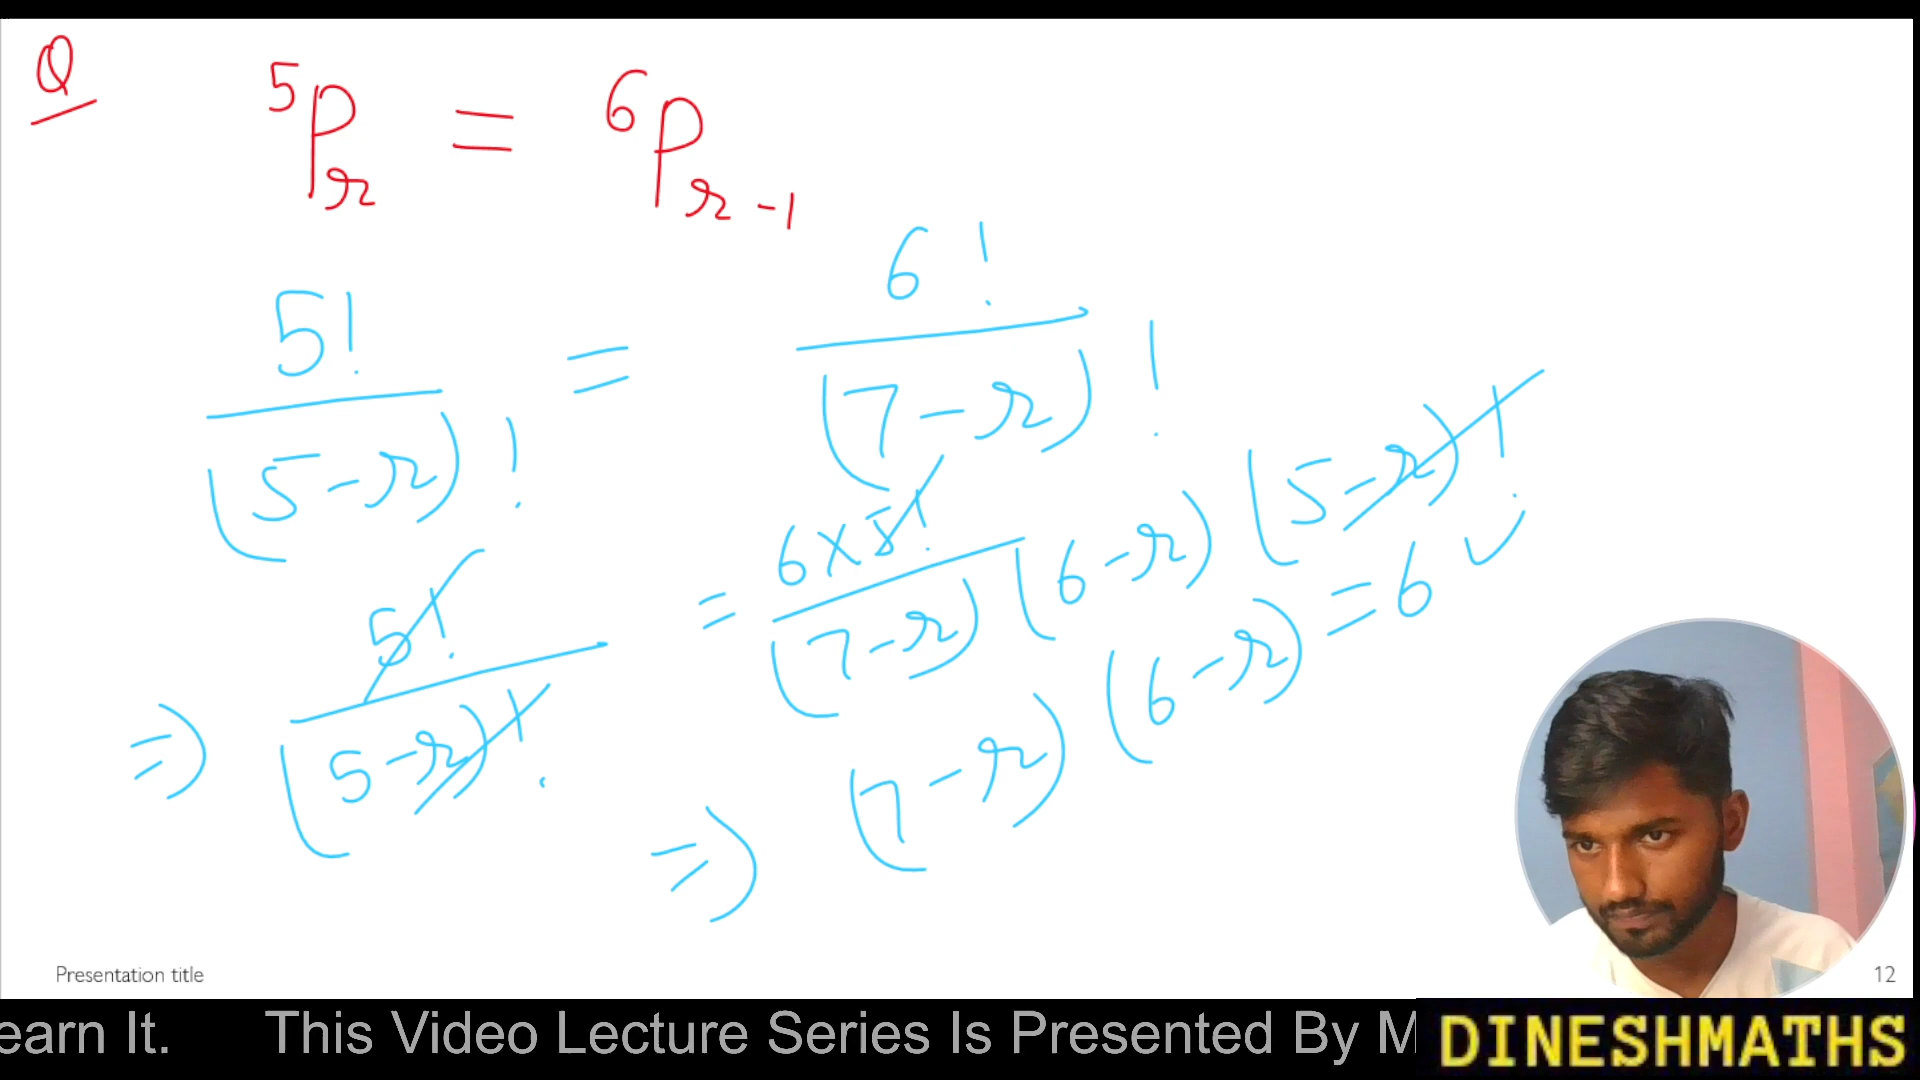 Q
⁵Pᵣ = ⁶Pᵣ₋₁
5!/(5-r)! = 6!/(7-r)!
=> 5!/(5-r)! = 6×5!/(7-r)(6-r)(5-r)!
=> (7-r)(6-r)=6 ✓
Presentation title
12
earn It. This Video Lecture Series Is Presented By M
DINESHMATHS